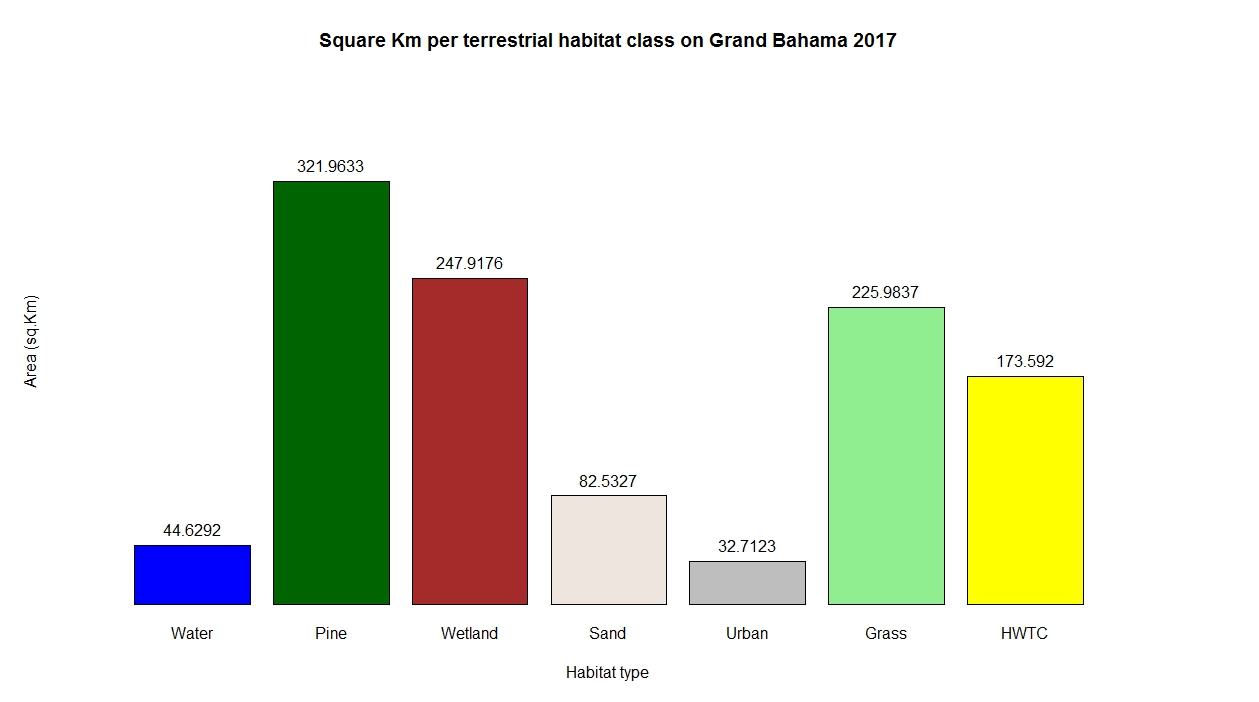 Square Km per terrestrial habitat class on Grand Bahama 2017
321.9633
247.9176
225.9837
173.592
82.5327
44.6292
32.7123
Area (sq.Km)
Water Pine Wetland Sand Urban Grass HWTC
Habitat type